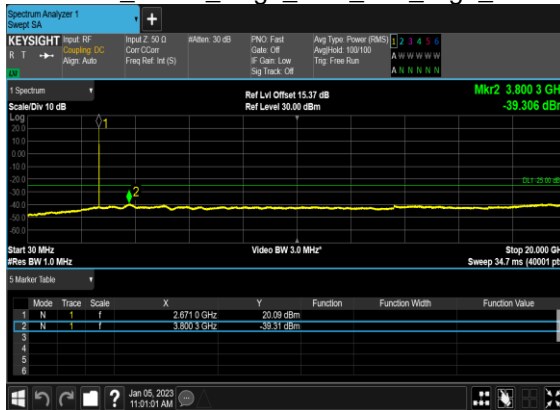 Spectrum Analyzer 1
Swept SA
+
KEYSIGHT Input: RF Input Z: 50 Ω #Atten: 30 dB PNO: Fast Avg Type: Power (RMS) 1 2 3 4 5 6
R T Coupling: DC Corr CCorr Gate: Off Avg|Hold: 100/100 A W W W W W
Align: Auto Freq Ref: Int (S) IF Gain: Low Trig: Free Run
LXI Sig Track: Off A N N N N N
1 Spectrum Ref Lvl Offset 15.37 dB Mkr2 3.800 3 GH
Scale/Div 10 dB Ref Level 30.00 dBm -39.306 dB
Log
20.0
10.0
0.00
-10.0
-20.0
-30.0
-40.0
-50.0
-60.0
1
2
DL1 -25.00 dB
Start 30 MHz Video BW 3.0 MHz* Stop 20.000 GH
#Res BW 1.0 MHz Sweep 34.7 ms (40001 pt
5 Marker Table
Mode Trace Scale X Y Function Function Width Function Value
1 N 1 f 2.671 0 GHz 20.09 dBm
2 N 1 f 3.800 3 GHz -39.31 dBm
3
4
5
6
? Jan 05, 2023
11:01:01 AM